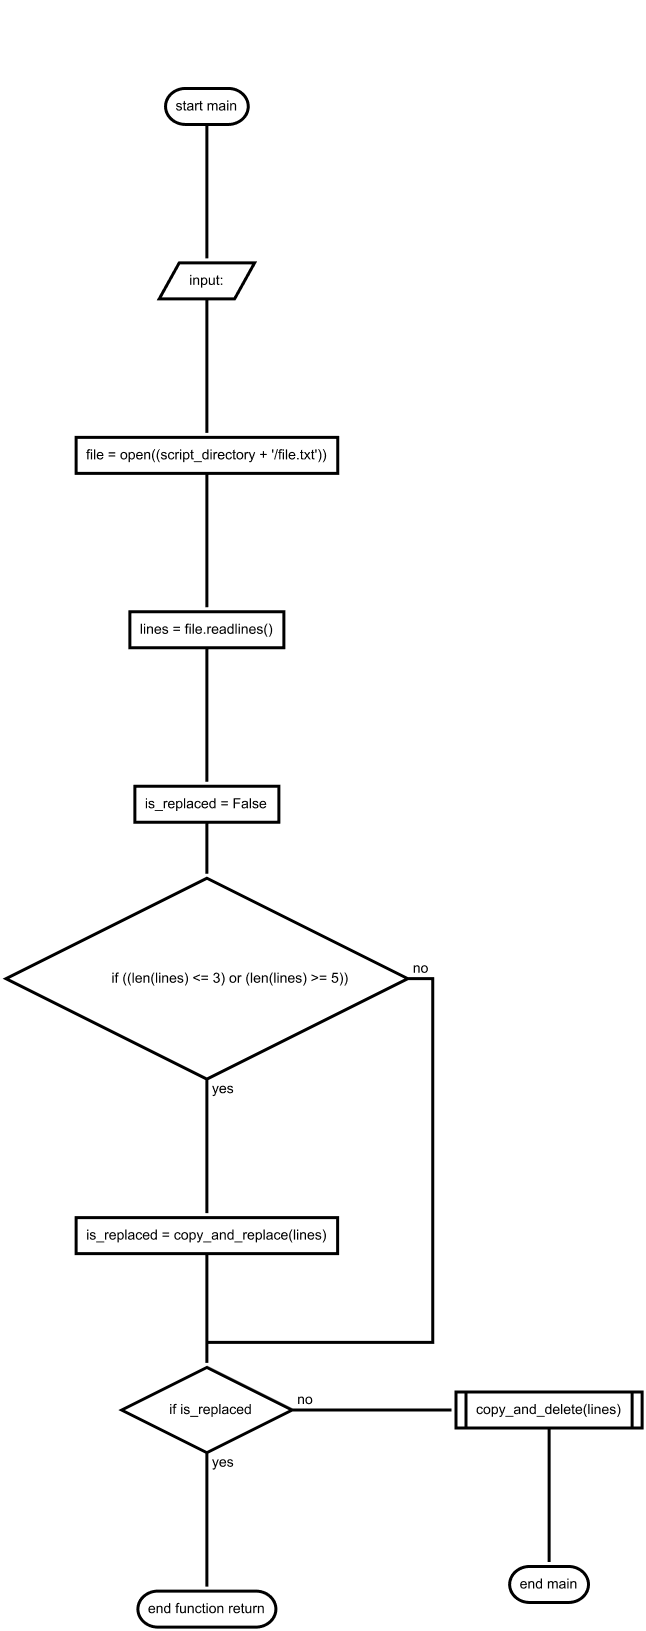 start main
input:
file = open((script_directory + '/file.txt'))
lines = file.readlines()
is_replaced = False
if ((len(lines) <= 3) or (len(lines) >= 5))
no
yes
is_replaced = copy_and_replace(lines)
if is_replaced
no
copy_and_delete(lines)
yes
end main
end function return